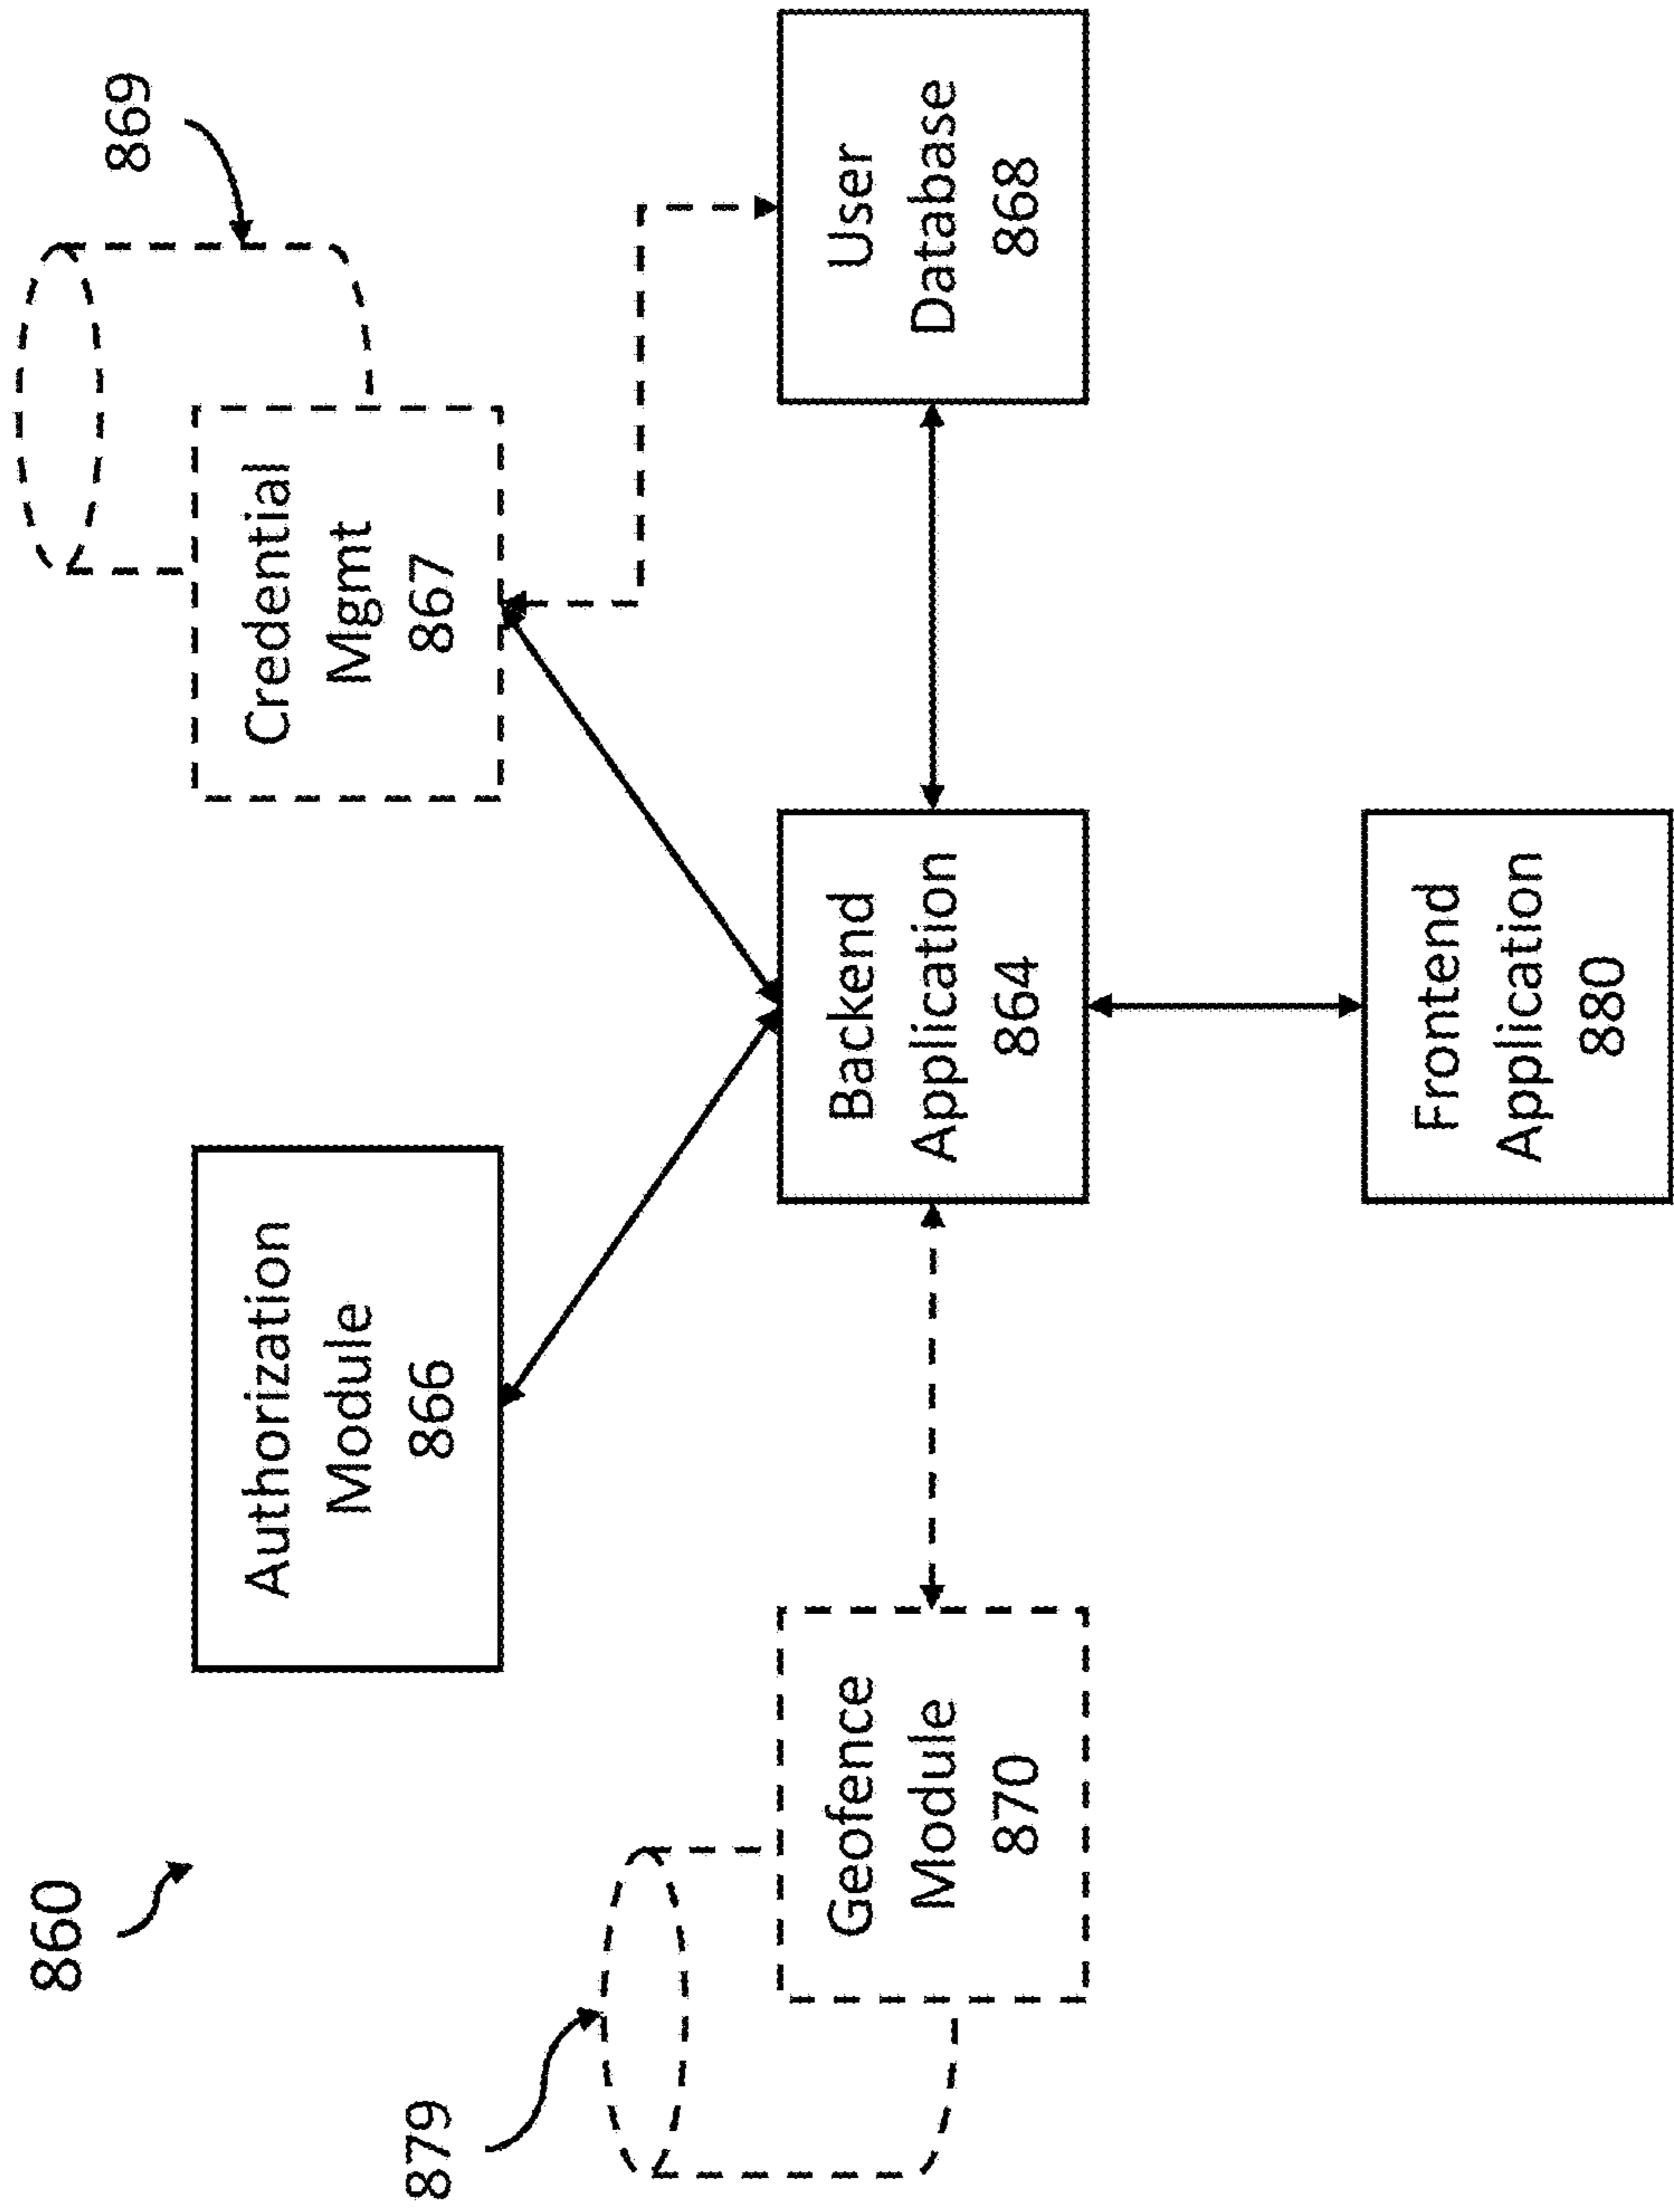 860
869
Authorization
Module
866
Credential
Mgmt
867
879
Geofence
Module
870
Backend
Application
864
User
Database
868
Frontend
Application
880